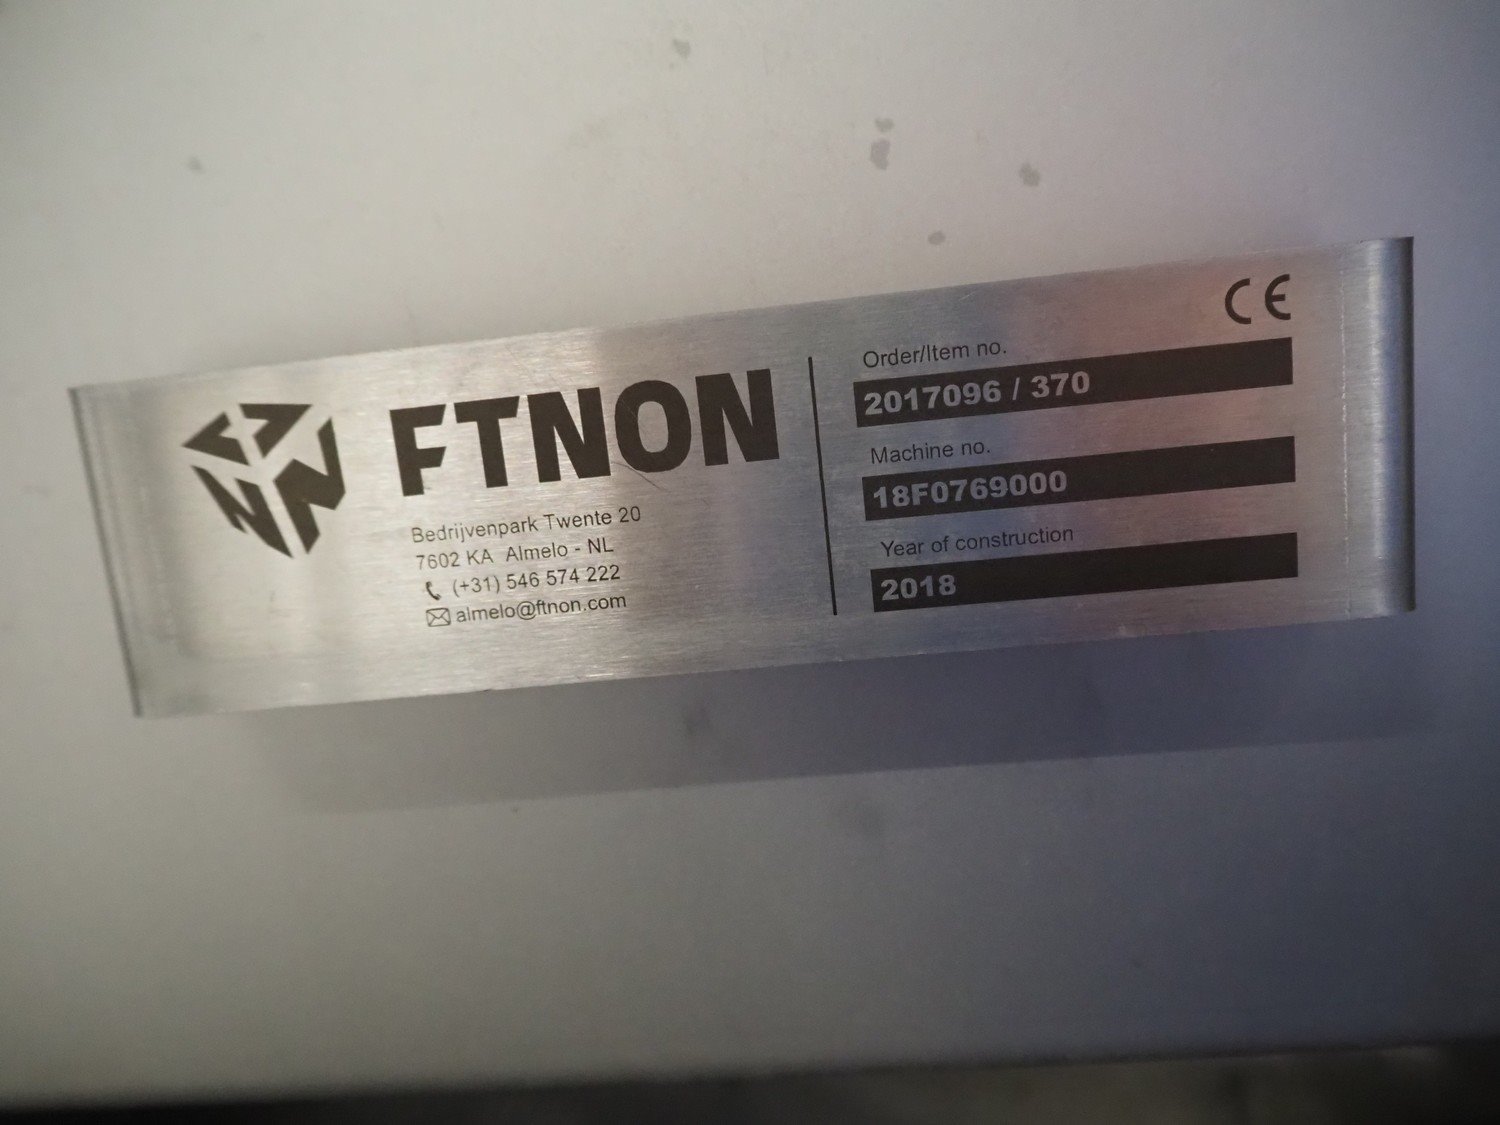 FTNON
Bedrijvenpark Twente 20
7602 KA Almelo - NL
(+31) 546 574 222
almelo@ftnon.com
CE
Order/Item no.
2017096 / 370
Machine no.
18F0769000
Year of construction
2018